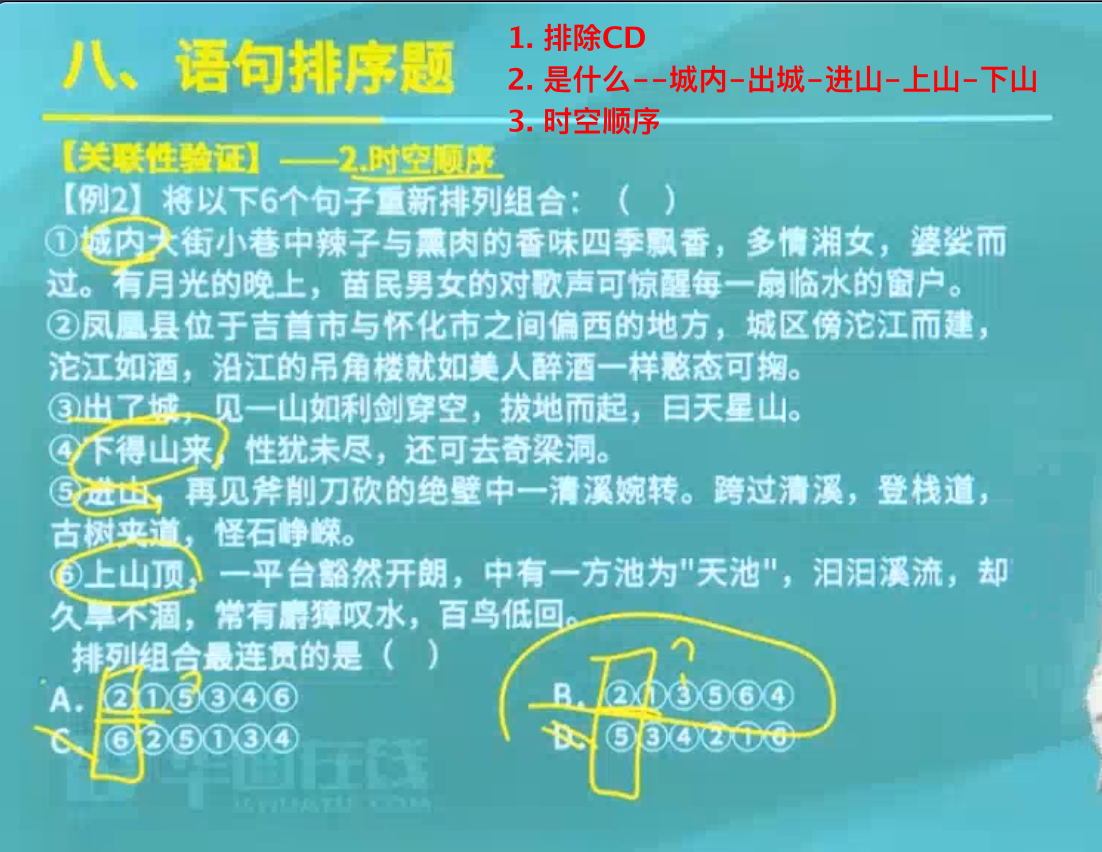 八、语句排序题
1. 排除CD
2. 是什么--城内-出城-进山-上山-下山
3. 时空顺序
【关联性验证】——2.时空顺序
【例2】将以下6个句子重新排列组合：（ ）
①城内大街小巷中辣子与熏肉的香味四季飘香，多情湘女，婆娑而
过。有月光的晚上，苗民男女的对歌声可惊醒每一扇临水的窗户。
②凤凰县位于吉首市与怀化市之间偏西的地方，城区傍沱江而建，
沱江如酒，沿江的吊角楼就如美人醉酒一样憨态可掬。
③出了城，见一山如利剑穿空，拔地而起，曰天星山。
④下得山来，性犹未尽，还可去奇梁洞。
⑤进山，再见斧削刀砍的绝壁中一清溪婉转。跨过清溪，登栈道，
古树夹道，怪石峥嵘。
⑥上山顶，一平台豁然开朗，中有一方池为"天池"，汩汩溪流，却
久旱不涸，常有麝獐叹水，百鸟低回。
排列组合最连贯的是（ ）
A. ②①⑤③④⑥
B. ②①③⑤⑥④
C. ⑥②⑤①③④
D. ⑤③④②①⑥
华图在线